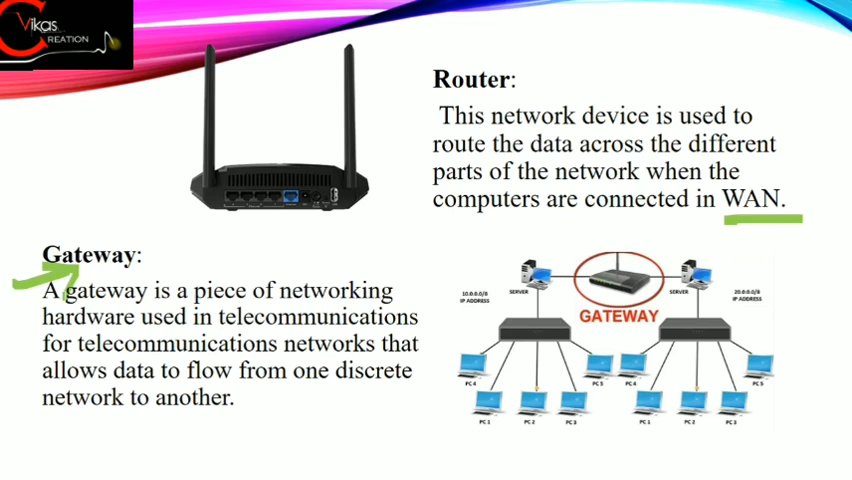 Vikas
CREATION
Router:
This network device is used to
route the data across the different
parts of the network when the
computers are connected in WAN.
Gateway:
A gateway is a piece of networking
hardware used in telecommunications
for telecommunications networks that
allows data to flow from one discrete
network to another.
10.0.0.0/8
IP ADDRESS
SERVER
GATEWAY
SERVER
20.0.0.0/8
IP ADDRESS
PC 4
PC 5
PC 1
PC 2
PC 3
PC 4
PC 5
PC 1
PC 2
PC 3